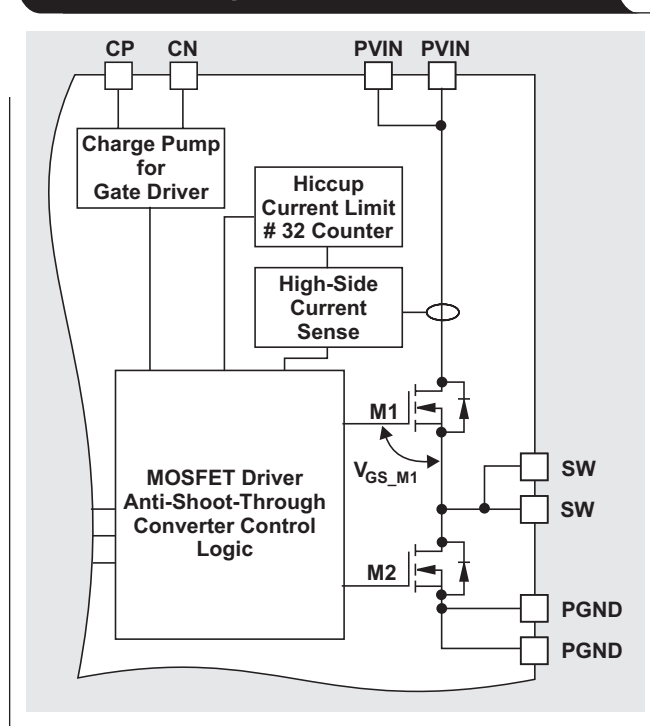 CP CN PVIN PVIN
Charge Pump
for
Gate Driver
Hiccup
Current Limit
# 32 Counter
High-Side
Current
Sense
M1
VGS_M1
MOSFET Driver
Anti-Shoot-Through
Converter Control
Logic
SW
SW
M2
PGND
PGND